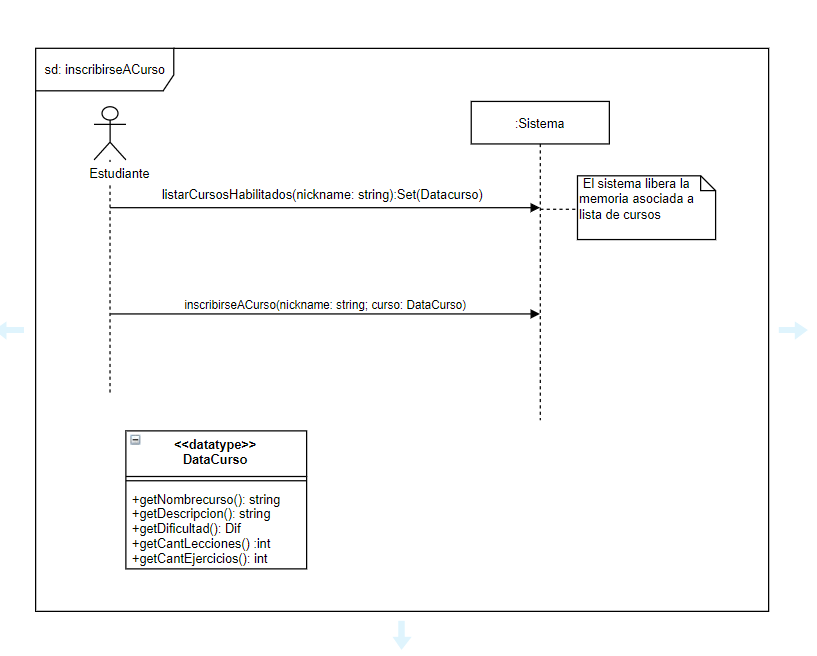 sd: inscribirseACurso
:Sistema
Estudiante
listarCursosHabilitados(nickname: string):Set(Datacurso)
El sistema libera la
memoria asociada a
lista de cursos
inscribirseACurso(nickname: string; curso: DataCurso)
<<datatype>>
DataCurso
+getNombrecurso(): string
+getDescripcion(): string
+getDificultad(): Dif
+getCantLecciones() :int
+getCantEjercicios(): int